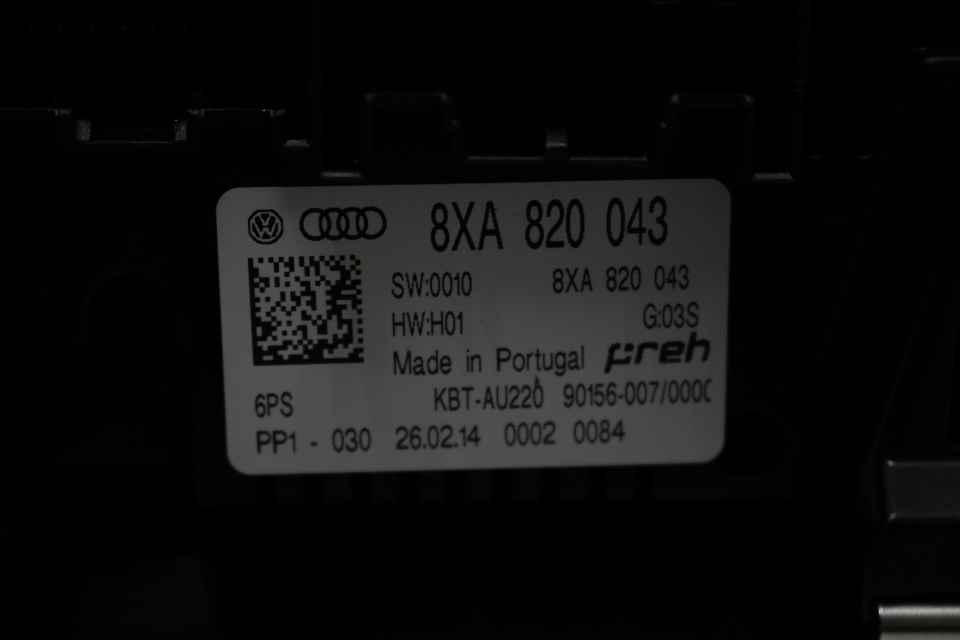 8XA 820 043
SW:0010 8XA 820 043
HW:H01 G:03S
Made in Portugal preh
6PS KBT-AU220 90156-007/0000
PP1 - 030 26.02.14 0002 0084